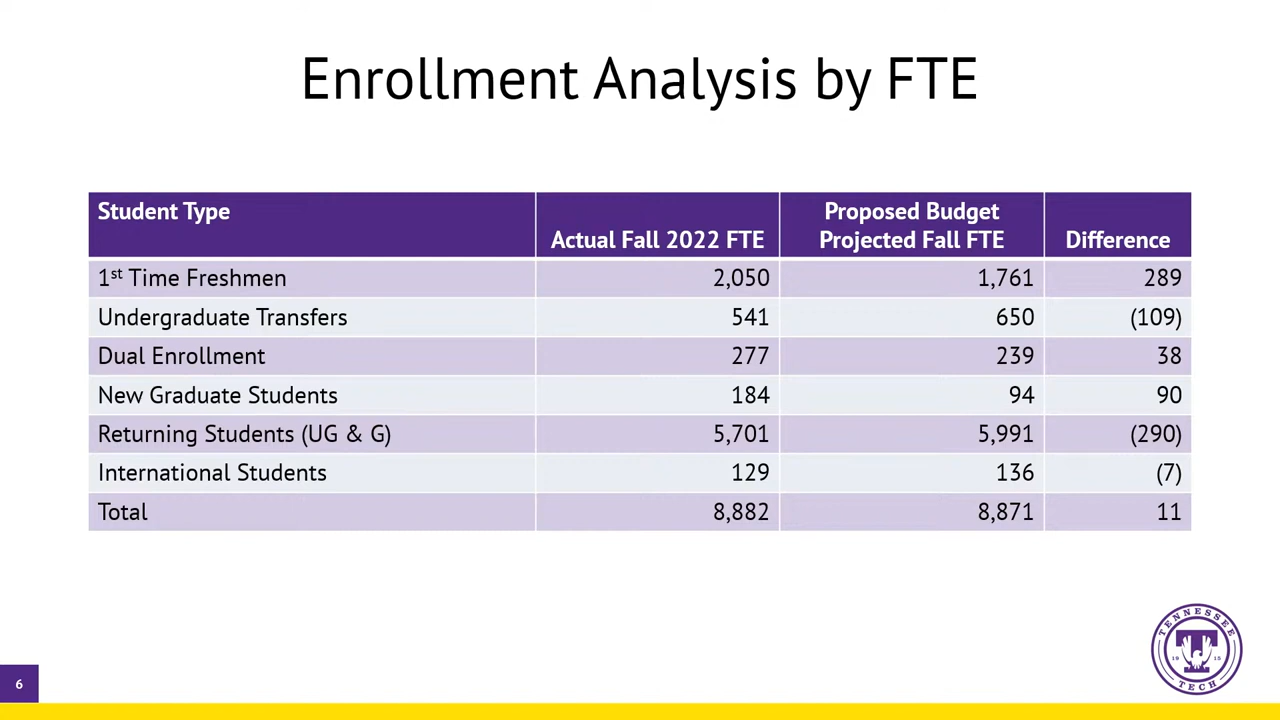 Enrollment Analysis by FTE
Student Type Actual Fall 2022 FTE Proposed Budget Projected Fall FTE Difference
1st Time Freshmen 2,050 1,761 289
Undergraduate Transfers 541 650 (109)
Dual Enrollment 277 239 38
New Graduate Students 184 94 90
Returning Students (UG & G) 5,701 5,991 (290)
International Students 129 136 (7)
Total 8,882 8,871 11
TENNESSEE
T
19 15
TECH
6